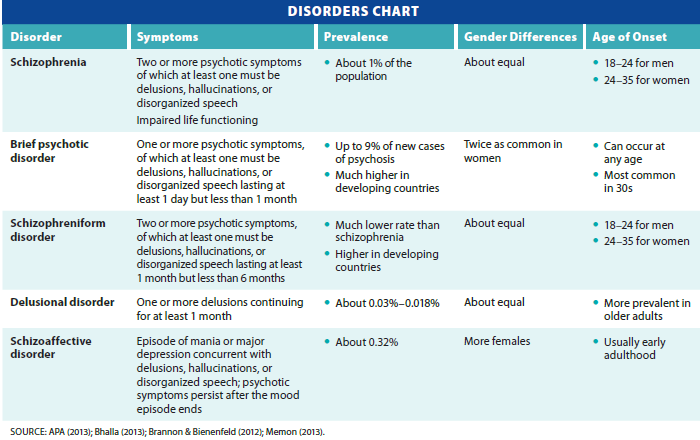 DISORDERS CHART
Disorder Symptoms Prevalence Gender Differences Age of Onset
Schizophrenia
Two or more psychotic symptoms
of which at least one must be
delusions, hallucinations, or
disorganized speech
Impaired life functioning
• About 1% of the
population
About equal
• 18–24 for men
• 24–35 for women
Brief psychotic
disorder
One or more psychotic symptoms,
of which at least one must be
delusions, hallucinations, or
disorganized speech lasting at
least 1 day but less than 1 month
• Up to 9% of new cases
of psychosis
• Much higher in
developing countries
Twice as common in
women
• Can occur at
any age
• Most common
in 30s
Schizophreniform
disorder
Two or more psychotic symptoms,
of which at least one must be
delusions, hallucinations, or
disorganized speech lasting at least
1 month but less than 6 months
• Much lower rate than
schizophrenia
• Higher in developing
countries
About equal
• 18–24 for men
• 24–35 for women
Delusional disorder
One or more delusions continuing
for at least 1 month
• About 0.03%–0.018%
About equal
• More prevalent in
older adults
Schizoaffective
disorder
Episode of mania or major
depression concurrent with
delusions, hallucinations, or
disorganized speech; psychotic
symptoms persist after the mood
episode ends
• About 0.32%
More females
• Usually early
adulthood
SOURCE: APA (2013); Bhalla (2013); Brannon & Bienenfeld (2012); Memon (2013).